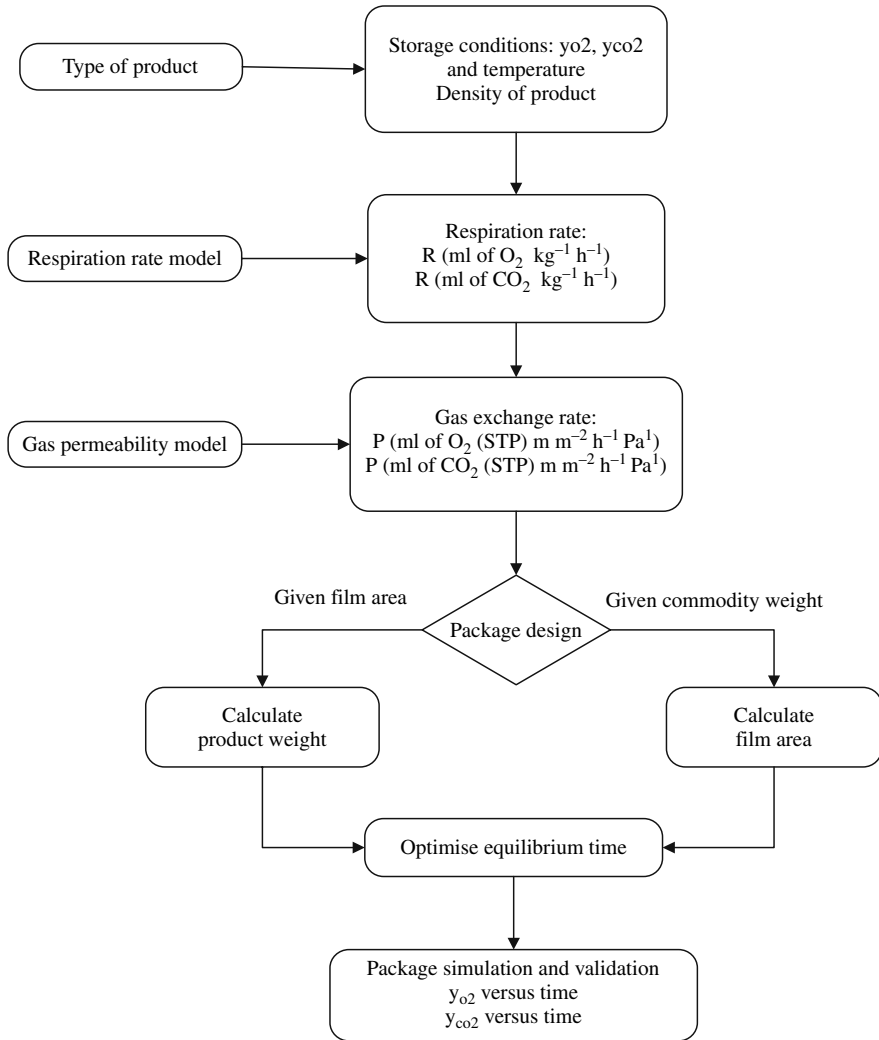 Type of product
Storage conditions: yo2, yco2
and temperature
Density of product
Respiration rate model
Respiration rate:
R (ml of O₂ kg⁻¹ h⁻¹)
R (ml of CO₂ kg⁻¹ h⁻¹)
Gas permeability model
Gas exchange rate:
P (ml of O₂ (STP) m m⁻² h⁻¹ Pa¹)
P (ml of CO₂ (STP) m m⁻² h⁻¹ Pa¹)
Given film area
Given commodity weight
Package design
Calculate
product weight
Calculate
film area
Optimise equilibrium time
Package simulation and validation
y_o2 versus time
y_co2 versus time